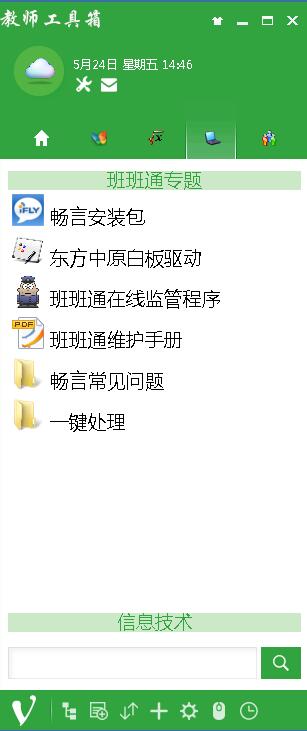 教师工具箱
5月24日 星期五 14:46
班班通专题
iFLY
畅言安装包
东方中原白板驱动
班班通在线监管程序
PDF
班班通维护手册
畅言常见问题
一键处理
信息技术